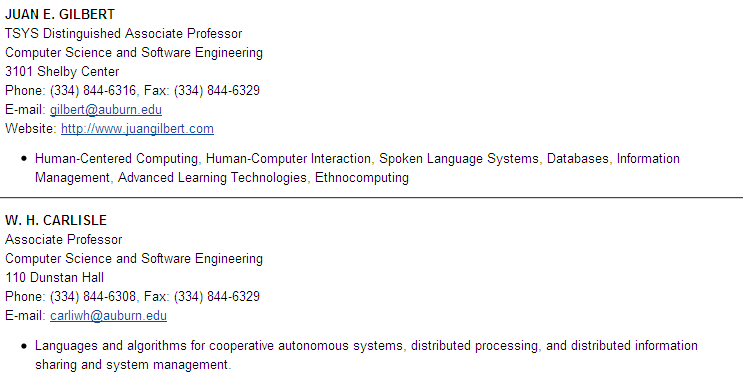 JUAN E. GILBERT
TSYS Distinguished Associate Professor
Computer Science and Software Engineering
3101 Shelby Center
Phone: (334) 844-6316, Fax: (334) 844-6329
E-mail: gilbert@auburn.edu
Website: http://www.juangilbert.com
• Human-Centered Computing, Human-Computer Interaction, Spoken Language Systems, Databases, Information
Management, Advanced Learning Technologies, Ethnocomputing
W. H. CARLISLE
Associate Professor
Computer Science and Software Engineering
110 Dunstan Hall
Phone: (334) 844-6308, Fax: (334) 844-6329
E-mail: carliwh@auburn.edu
• Languages and algorithms for cooperative autonomous systems, distributed processing, and distributed information
sharing and system management.